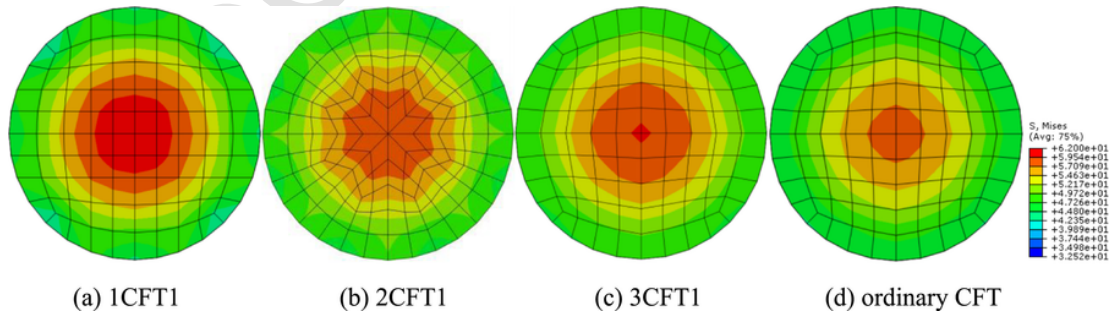 S, Mises
(Avg: 75%)
+6.200e+01
+5.954e+01
+5.709e+01
+5.463e+01
+5.217e+01
+4.972e+01
+4.726e+01
+4.480e+01
+4.235e+01
+3.989e+01
+3.744e+01
+3.498e+01
+3.252e+01
(a) 1CFT1
(b) 2CFT1
(c) 3CFT1
(d) ordinary CFT